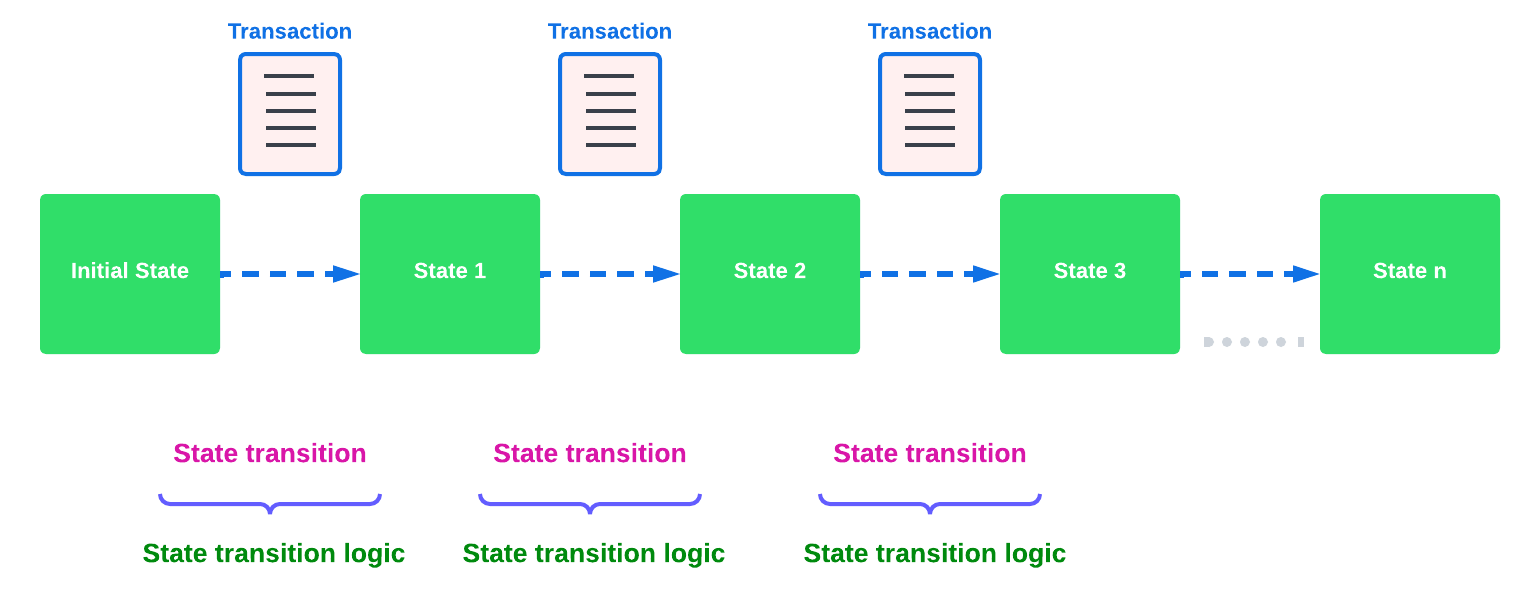 Transaction
Transaction
Transaction
Initial State
State 1
State 2
State 3
State n
State transition
State transition
State transition
State transition logic
State transition logic
State transition logic